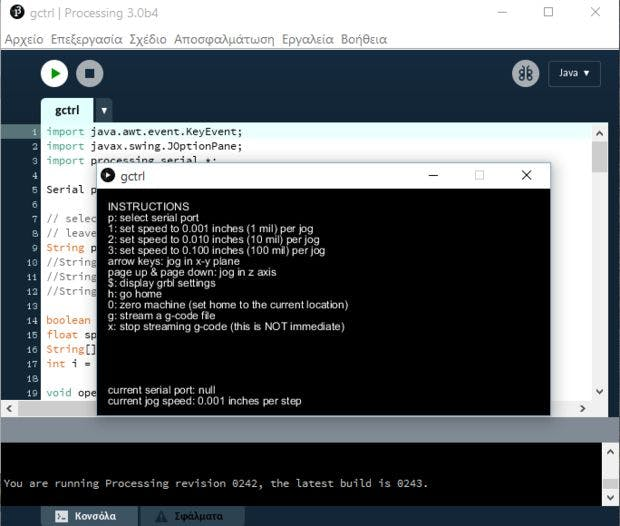 gctrl | Processing 3.0b4
Αρχείο Επεξεργασία Σχέδιο Αποσφαλμάτωση Εργαλεία Βοήθεια
Java ▼
gctrl ▼
1 import java.awt.event.KeyEvent;
2 import javax.swing.JOptionPane;
3 import processing.serial.*;
4
5 Serial p
6
7 // selec
8 // leave
9 String p
10 //String
11 //String
12 //String
13
14 boolean
15 float sp
16 String[]
17 int i =
18
19 void ope
gctrl
INSTRUCTIONS
p: select serial port
1: set speed to 0.001 inches (1 mil) per jog
2: set speed to 0.010 inches (10 mil) per jog
3: set speed to 0.100 inches (100 mil) per jog
arrow keys: jog in x-y plane
page up & page down: jog in z axis
$: display grbl settings
h: go home
0: zero machine (set home to the current location)
g: stream a g-code file
x: stop streaming g-code (this is NOT immediate)
current serial port: null
current jog speed: 0.001 inches per step
You are running Processing revision 0242, the latest build is 0243.
Κονσόλα Σφάλματα